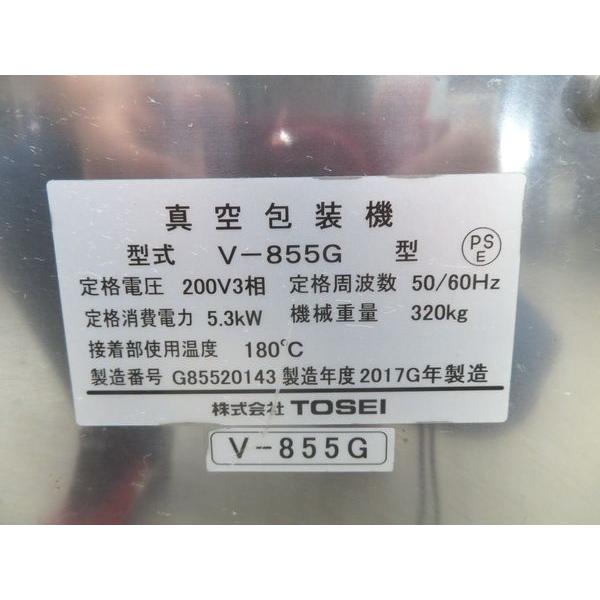 真空包装機
型式 V-855G 型 PSE
定格電圧 200V3相 定格周波数 50/60Hz
定格消費電力 5.3kW 機械重量 320kg
接着部使用温度 180℃
製造番号 G85520143 製造年度 2017G年製造
株式会社 TOSEI
V-855G